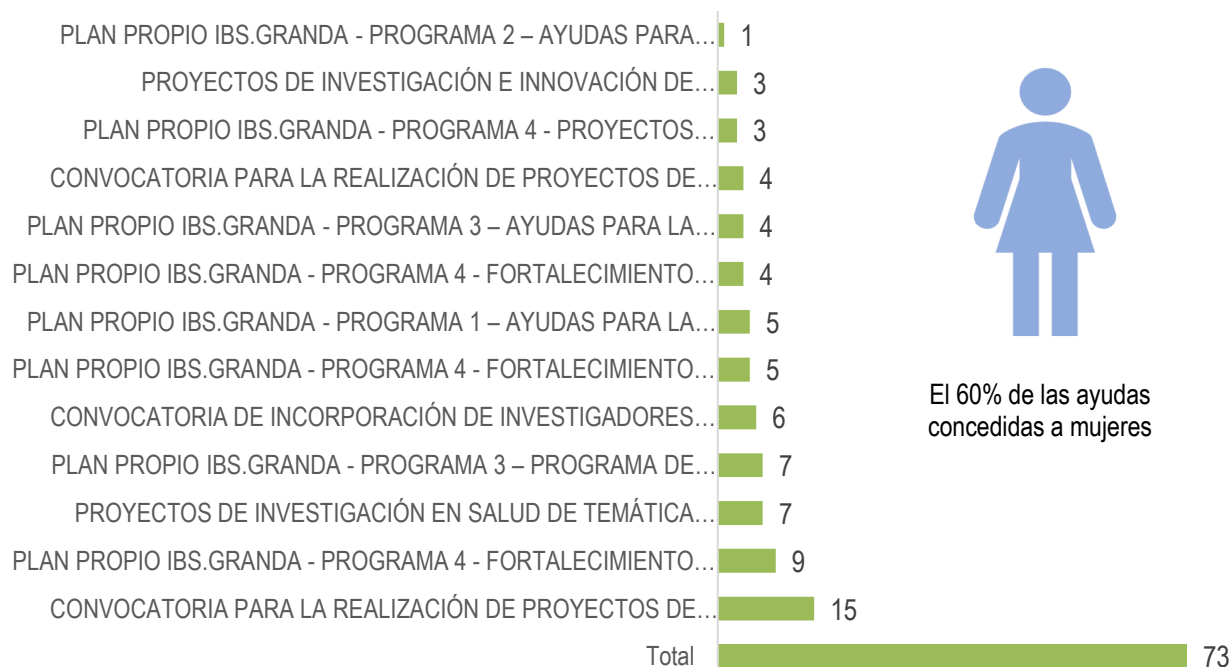 PLAN PROPIO IBS.GRANDA - PROGRAMA 2 – AYUDAS PARA… 1
PROYECTOS DE INVESTIGACIÓN E INNOVACIÓN DE… 3
PLAN PROPIO IBS.GRANDA - PROGRAMA 4 - PROYECTOS… 3
CONVOCATORIA PARA LA REALIZACIÓN DE PROYECTOS DE… 4
PLAN PROPIO IBS.GRANDA - PROGRAMA 3 – AYUDAS PARA LA… 4
PLAN PROPIO IBS.GRANDA - PROGRAMA 4 - FORTALECIMIENTO… 4
PLAN PROPIO IBS.GRANDA - PROGRAMA 1 – AYUDAS PARA LA… 5
PLAN PROPIO IBS.GRANDA - PROGRAMA 4 - FORTALECIMIENTO… 5
CONVOCATORIA DE INCORPORACIÓN DE INVESTIGADORES… 6
PLAN PROPIO IBS.GRANDA - PROGRAMA 3 – PROGRAMA DE… 7
PROYECTOS DE INVESTIGACIÓN EN SALUD DE TEMÁTICA… 7
PLAN PROPIO IBS.GRANDA - PROGRAMA 4 - FORTALECIMIENTO… 9
CONVOCATORIA PARA LA REALIZACIÓN DE PROYECTOS DE… 15
Total 73
El 60% de las ayudas
concedidas a mujeres